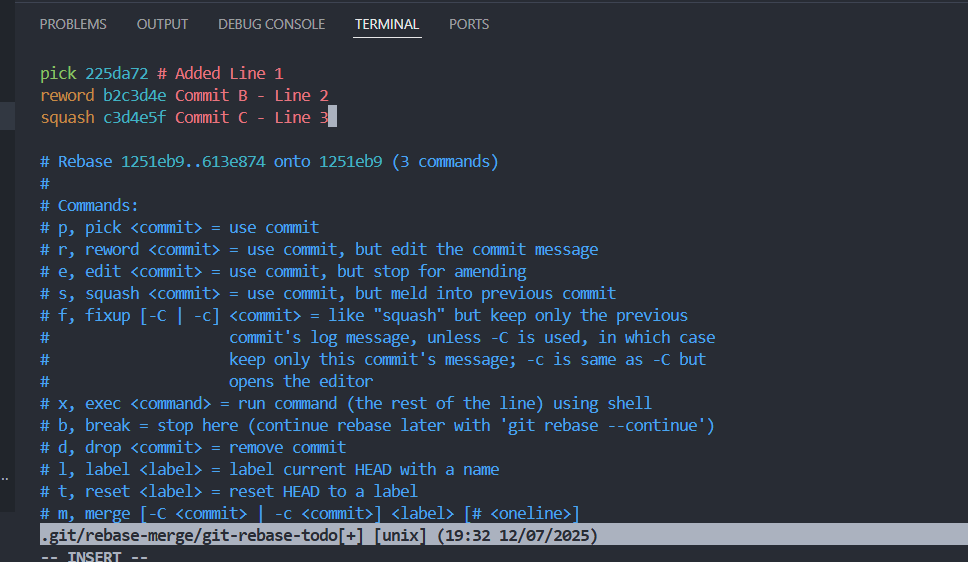 PROBLEMS OUTPUT DEBUG CONSOLE TERMINAL PORTS
pick 225da72 # Added Line 1
reword b2c3d4e Commit B - Line 2
squash c3d4e5f Commit C - Line 3
# Rebase 1251eb9..613e874 onto 1251eb9 (3 commands)
#
# Commands:
# p, pick <commit> = use commit
# r, reword <commit> = use commit, but edit the commit message
# e, edit <commit> = use commit, but stop for amending
# s, squash <commit> = use commit, but meld into previous commit
# f, fixup [-C | -c] <commit> = like "squash" but keep only the previous
# commit's log message, unless -C is used, in which case
# keep only this commit's message; -c is same as -C but
# opens the editor
# x, exec <command> = run command (the rest of the line) using shell
# b, break = stop here (continue rebase later with 'git rebase --continue')
# d, drop <commit> = remove commit
# l, label <label> = label current HEAD with a name
# t, reset <label> = reset HEAD to a label
# m, merge [-C <commit> | -c <commit>] <label> [# <oneline>]
.git/rebase-merge/git-rebase-todo[+] [unix] (19:32 12/07/2025)
-- INSERT --